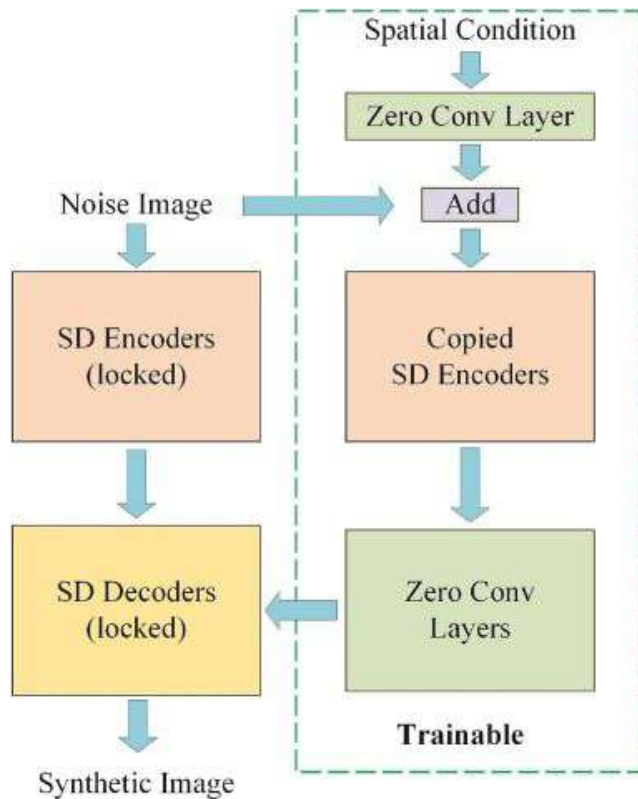 Spatial Condition
Zero Conv Layer
Noise Image
Add
SD Encoders
(locked)
Copied
SD Encoders
SD Decoders
(locked)
Zero Conv
Layers
Trainable
Synthetic Image